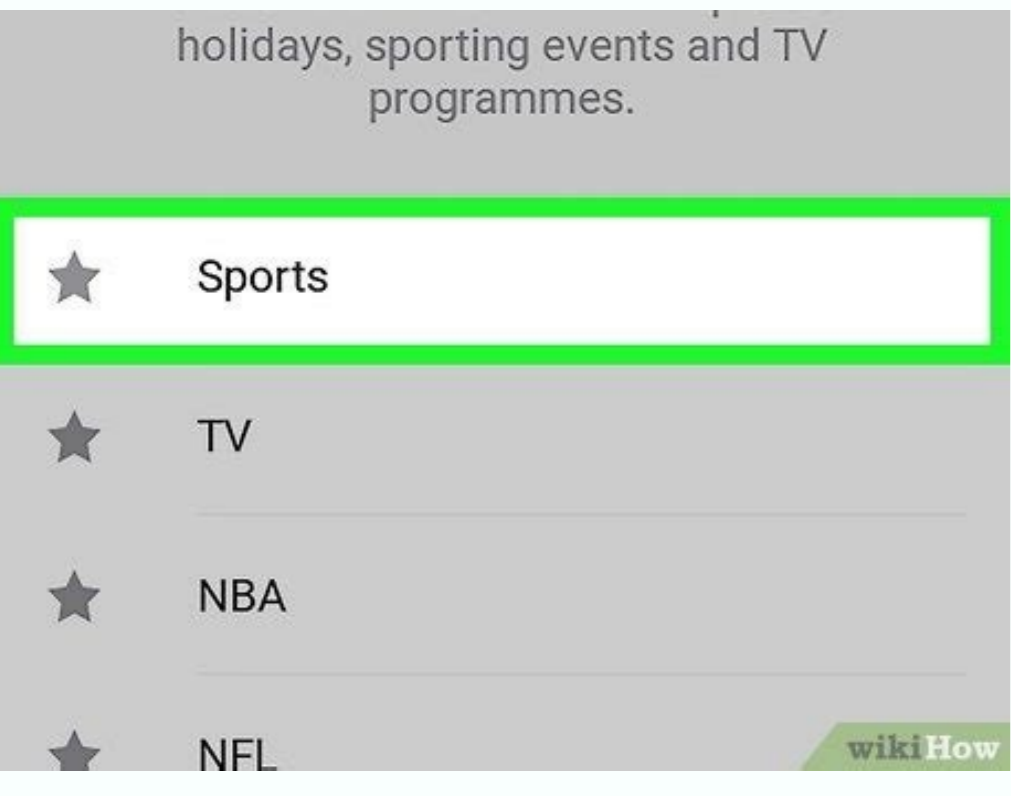 holidays, sporting events and TV
programmes.
Sports
TV
NBA
NFL
wikiHow